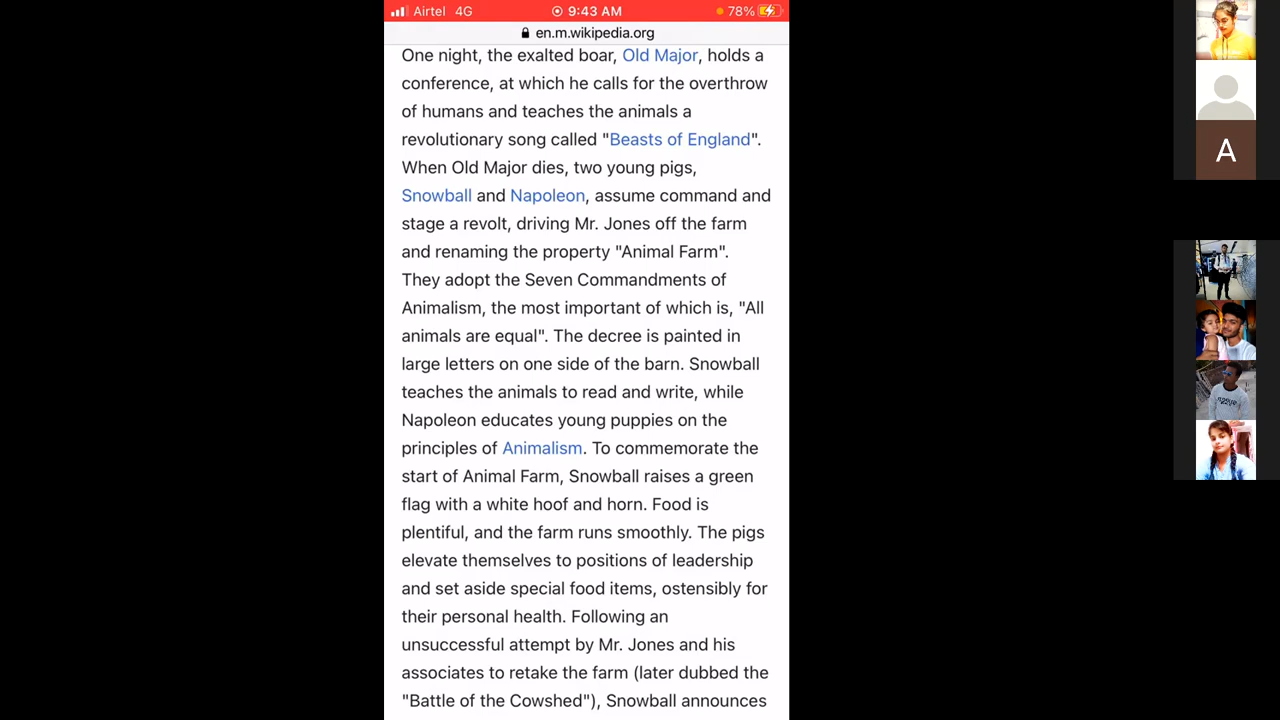 Airtel 4G 9:43 AM 78%
en.m.wikipedia.org
One night, the exalted boar, Old Major, holds a
conference, at which he calls for the overthrow
of humans and teaches the animals a
revolutionary song called "Beasts of England".
When Old Major dies, two young pigs,
Snowball and Napoleon, assume command and
stage a revolt, driving Mr. Jones off the farm
and renaming the property "Animal Farm".
They adopt the Seven Commandments of
Animalism, the most important of which is, "All
animals are equal". The decree is painted in
large letters on one side of the barn. Snowball
teaches the animals to read and write, while
Napoleon educates young puppies on the
principles of Animalism. To commemorate the
start of Animal Farm, Snowball raises a green
flag with a white hoof and horn. Food is
plentiful, and the farm runs smoothly. The pigs
elevate themselves to positions of leadership
and set aside special food items, ostensibly for
their personal health. Following an
unsuccessful attempt by Mr. Jones and his
associates to retake the farm (later dubbed the
"Battle of the Cowshed"), Snowball announces
A